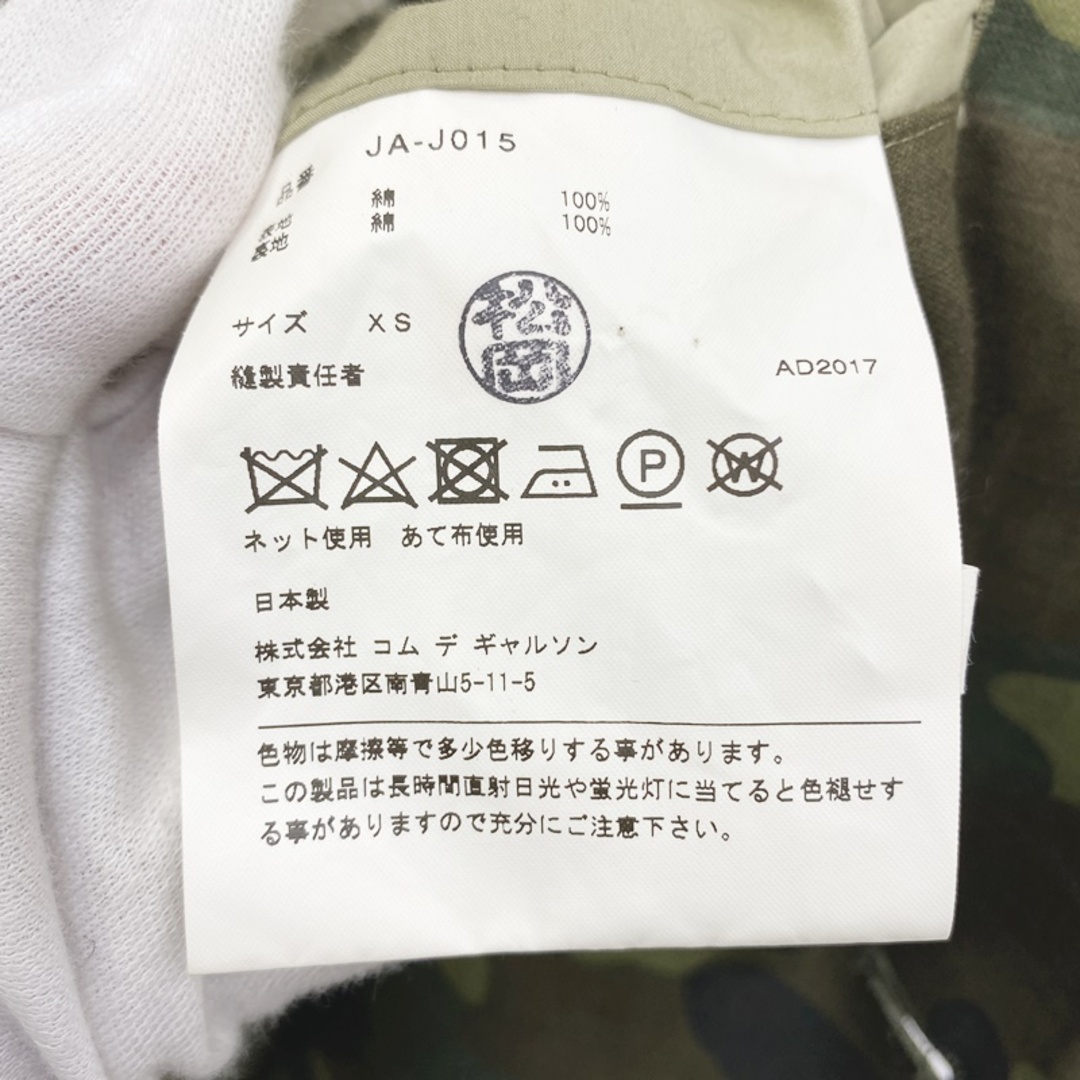 JA-J015
品番
表地 綿 100%
裏地 綿 100%
サイズ XS
松岡
縫製責任者
AD2017
P
W
ネット使用 あて布使用
日本製
株式会社 コム デ ギャルソン
東京都港区南青山5-11-5
色物は摩擦等で多少色移りする事があります。
この製品は長時間直射日光や蛍光灯に当てると色褪せす
る事がありますので充分にご注意下さい。